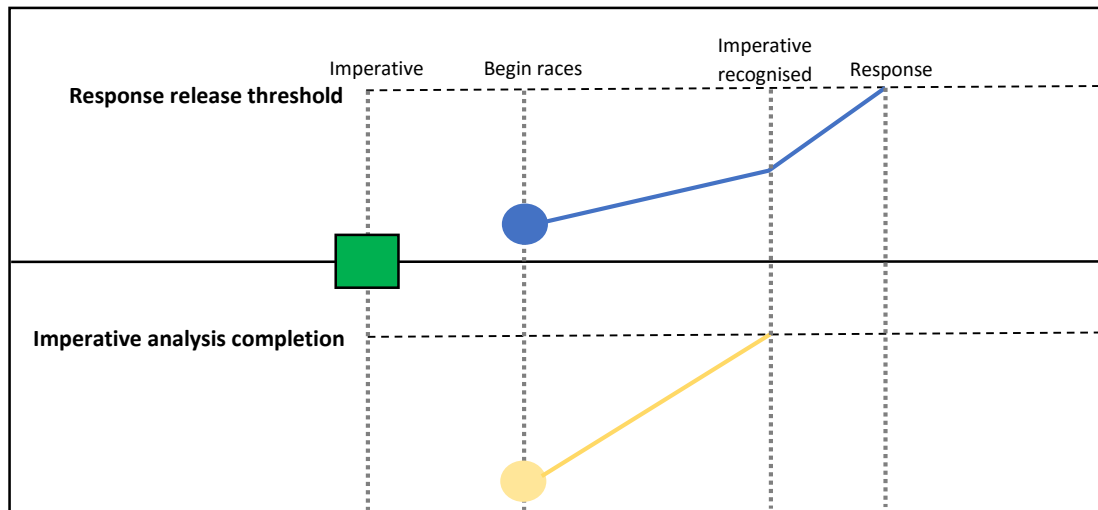 Imperative
Begin races
Imperative
recognised
Response
Response release threshold
Imperative analysis completion